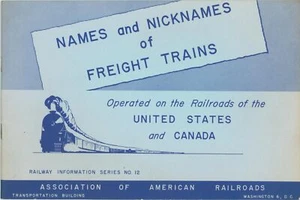 NAMES and NICKNAMES
of
FREIGHT TRAINS
Operated on the Railroads of the
UNITED STATES
and CANADA
RAILWAY INFORMATION SERIES NO. 12
ASSOCIATION OF AMERICAN RAILROADS
TRANSPORTATION BUILDING WASHINGTON 6, D.C.